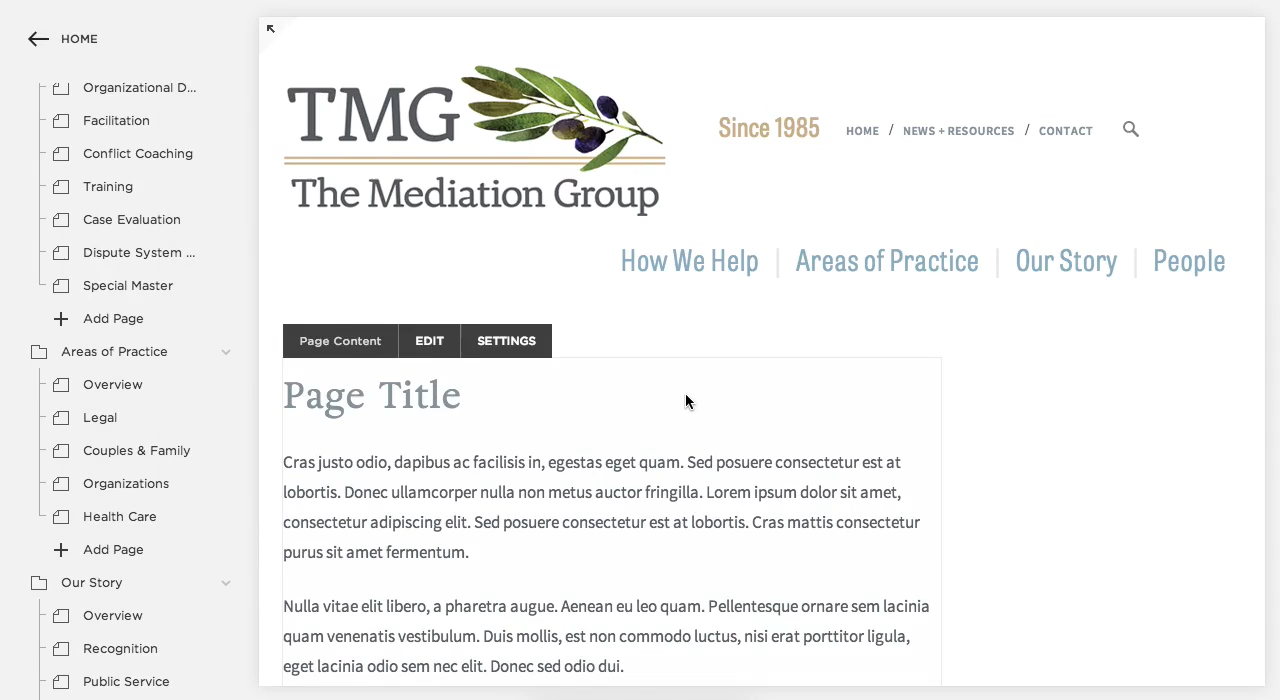 HOME
Organizational D...
Facilitation
Conflict Coaching
Training
Case Evaluation
Dispute System ...
Special Master
Add Page
Areas of Practice
Overview
Legal
Couples & Family
Organizations
Health Care
Add Page
Our Story
Overview
Recognition
Public Service
TMG
The Mediation Group
Since 1985
HOME / NEWS + RESOURCES / CONTACT
How We Help | Areas of Practice | Our Story | People
Page Content EDIT SETTINGS
Page Title
Cras justo odio, dapibus ac facilisis in, egestas eget quam. Sed posuere consectetur est at
lobortis. Donec ullamcorper nulla non metus auctor fringilla. Lorem ipsum dolor sit amet,
consectetur adipiscing elit. Sed posuere consectetur est at lobortis. Cras mattis consectetur
purus sit amet fermentum.
Nulla vitae elit libero, a pharetra augue. Aenean eu leo quam. Pellentesque ornare sem lacinia
quam venenatis vestibulum. Duis mollis, est non commodo luctus, nisi erat porttitor ligula,
eget lacinia odio sem nec elit. Donec sed odio dui.